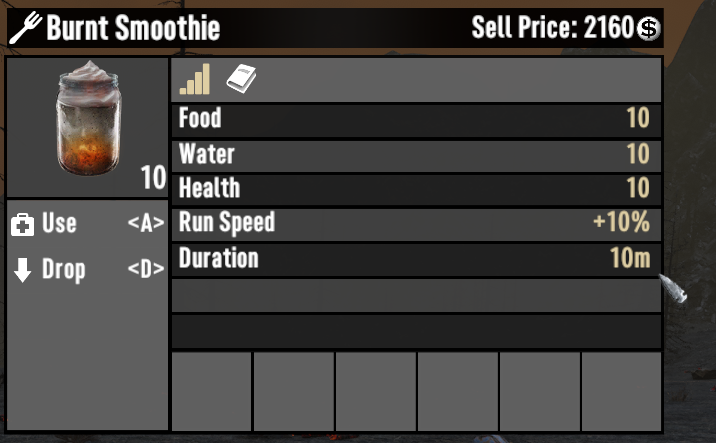 Burnt Smoothie Sell Price: 2160$
10
Use <A>
Drop <D>
Food 10
Water 10
Health 10
Run Speed +10%
Duration 10m